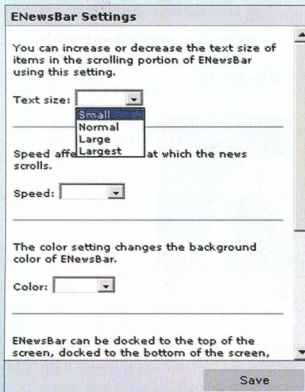 ENewsBar Settings
You can increase or decrease the text size of
items in the scrolling portion of ENewsBar
using this setting.
Text size:
Small
Normal
Large
Largest
Speed affe at which the news
scrolls.
Speed:
The color setting changes the background
color of ENewsBar.
Color:
ENewsBar can be docked to the top of the
screen, docked to the bottom of the screen,
Save